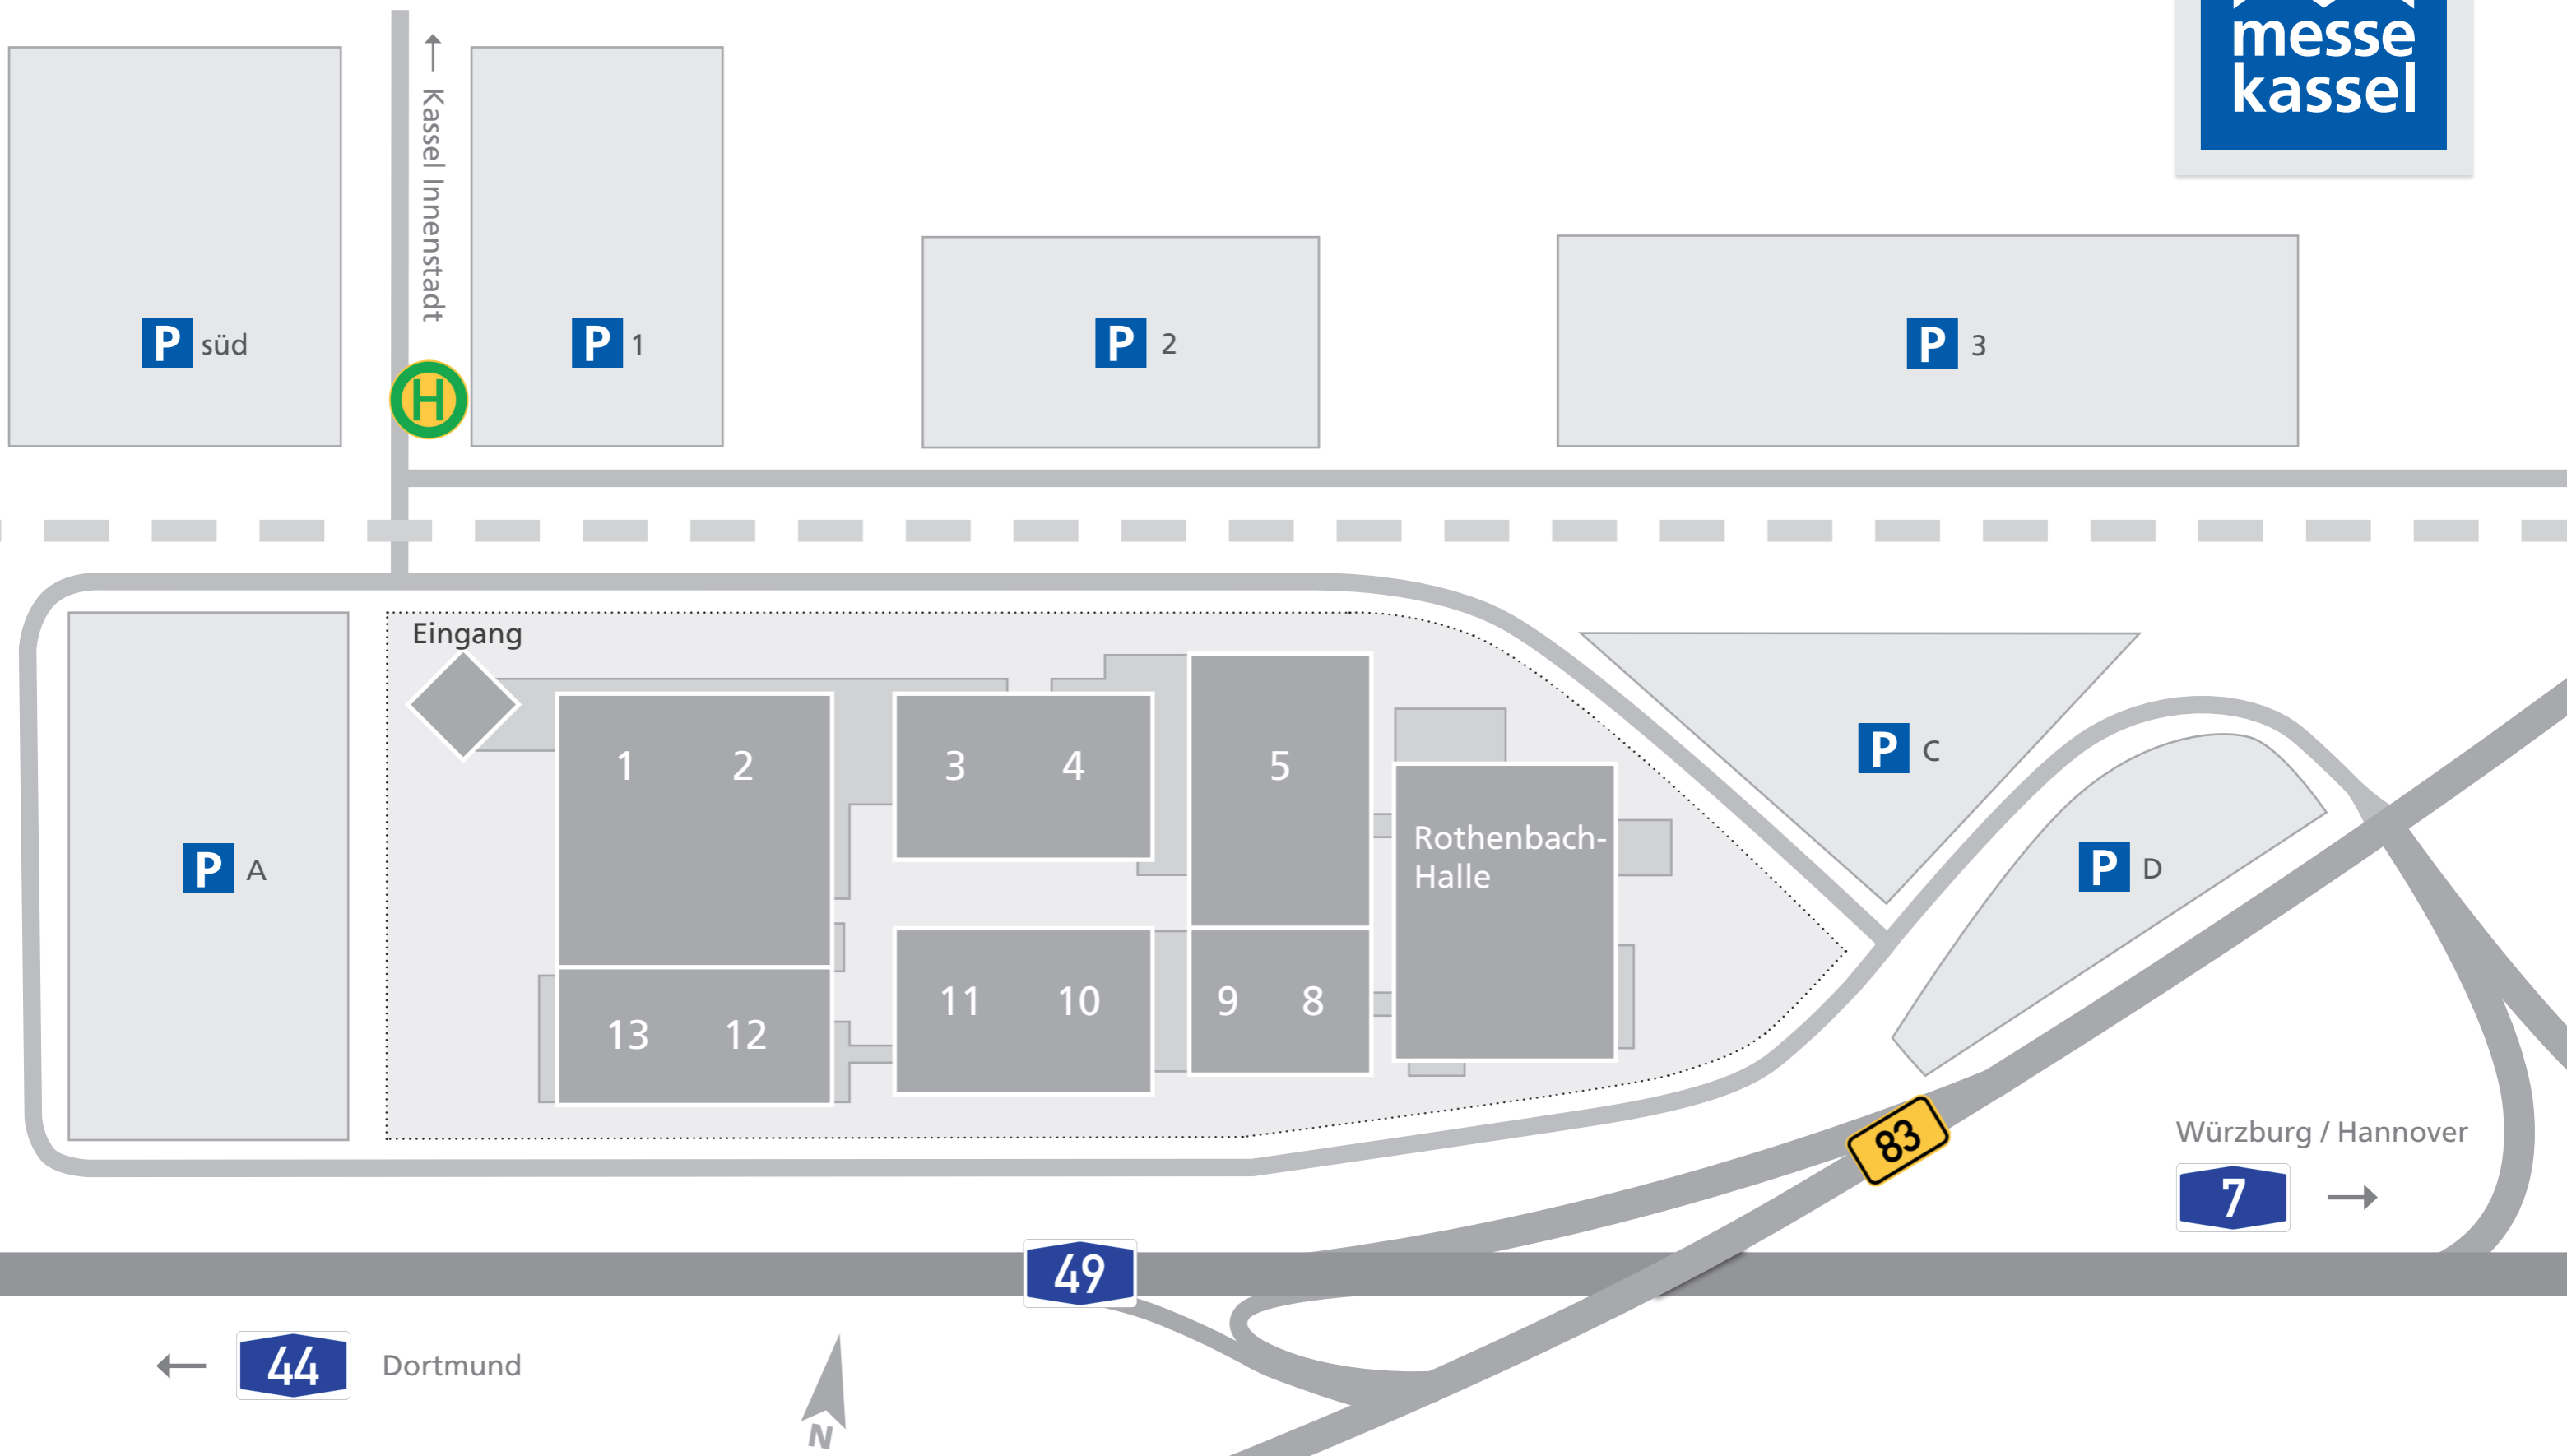 messe
kassel
Kassel Innenstadt
P süd
P 1
P 2
P 3
H
Eingang
1 2
3 4
5
P C
Rothenbach-
Halle
P A
P D
13 12
11 10
9 8
83
Würzburg / Hannover
7
49
44 Dortmund
N